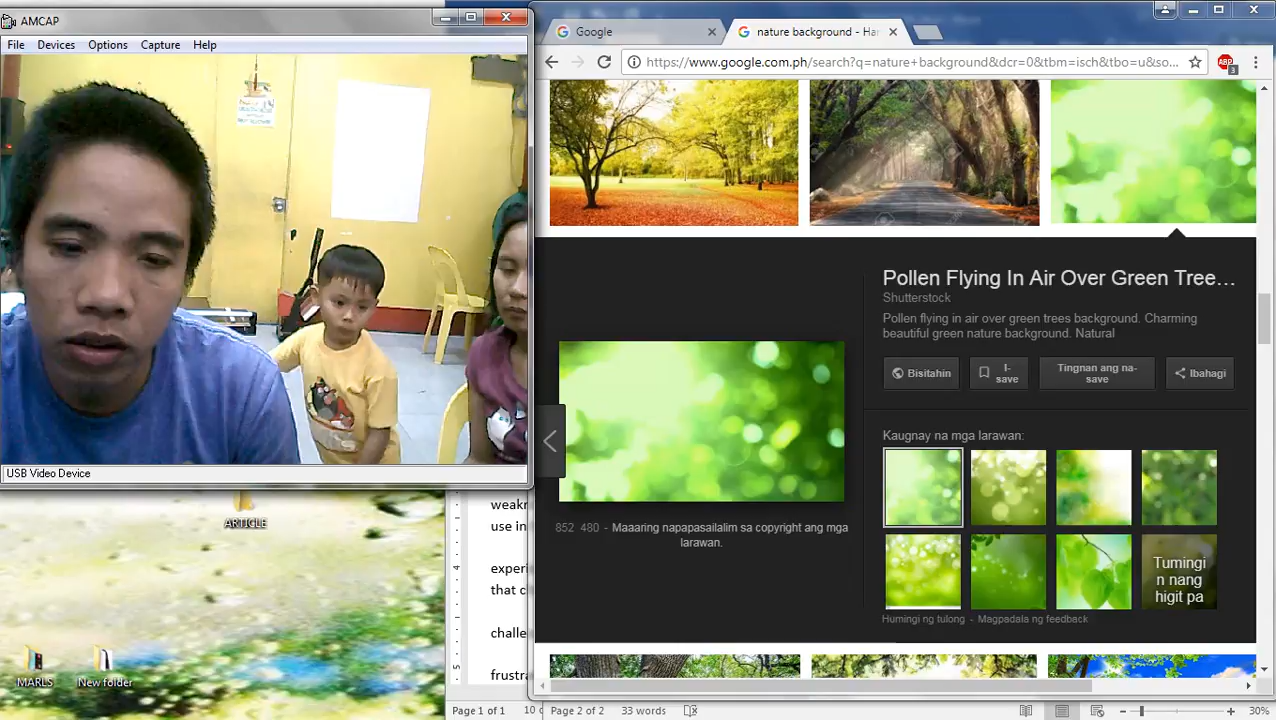 AMCAP
File Devices Options Capture Help
USB Video Device
ARTICLE
MARLS
New folder
weakn
use in
experi
that c
challe
frustra
Page 1 of 1
Google
nature background - Har
https://www.google.com.ph/search?q=nature+background&dcr=0&tbm=isch&tbo=u&so...
ABP
3
Pollen Flying In Air Over Green Tree...
Shutterstock
Pollen flying in air over green trees background. Charming
beautiful green nature background. Natural
Bisitahin
I-
save
Tingnan ang na-
save
Ibahagi
852 480 - Maaaring napapasailalim sa copyright ang mga
larawan.
Kaugnay na mga larawan:
Tumingi
n nang
higit pa
Humingi ng tulong - Magpadala ng feedback
Page 2 of 2 33 words
30%